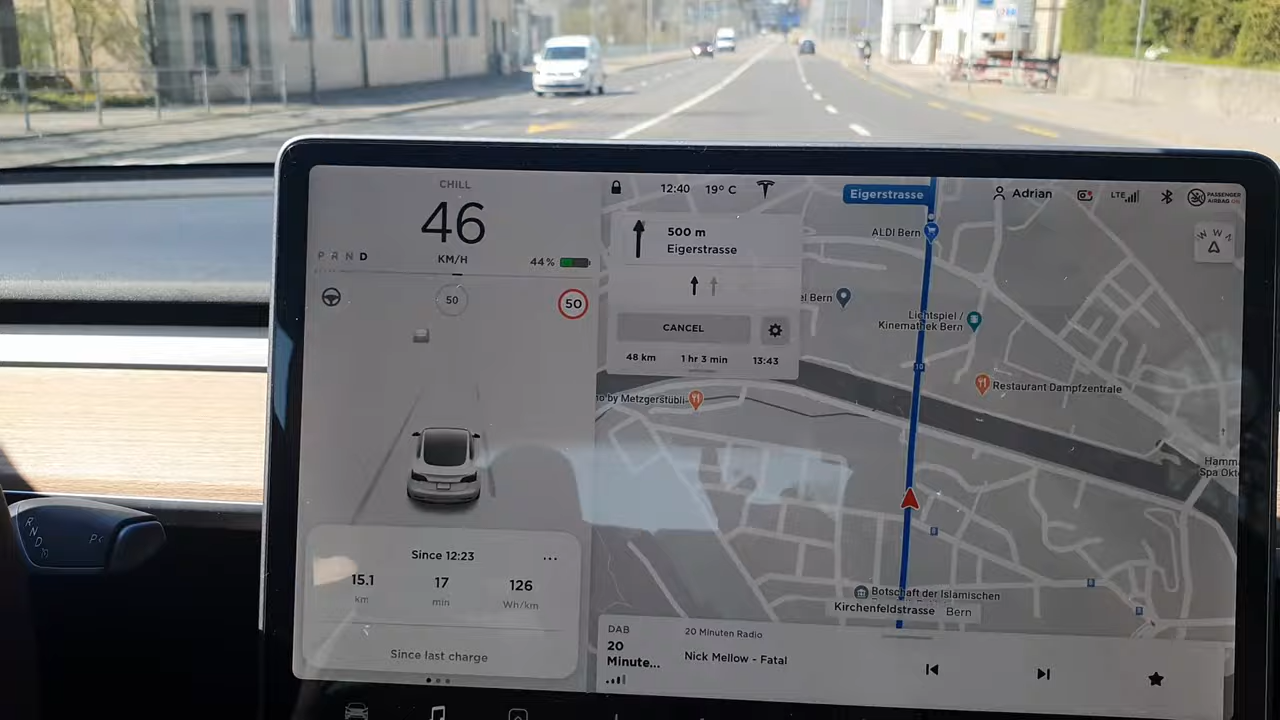 CHILL
46
KM/H
P R N D
44%
50
50
Since 12:23
...
15.1
17
126
km
min
Wh/km
Since last charge
12:40
19° C
Eigerstrasse
Adrian
LTE
PASSENGER
AIRBAG ON
500 m
Eigerstrasse
CANCEL
48 km
1 hr 3 min
13:43
W N W
ALDI Bern
el Bern
Lichtspiel /
Kinemathek Bern
10
Restaurant Dampfzentrale
o by Metzgerstübli
Hamm
Spa Okt
Botschaft der Islamischen
Kirchenfeldstrasse Bern
DAB
20
Minute...
20 Minuten Radio
Nick Mellow - Fatal
R
N
D
P